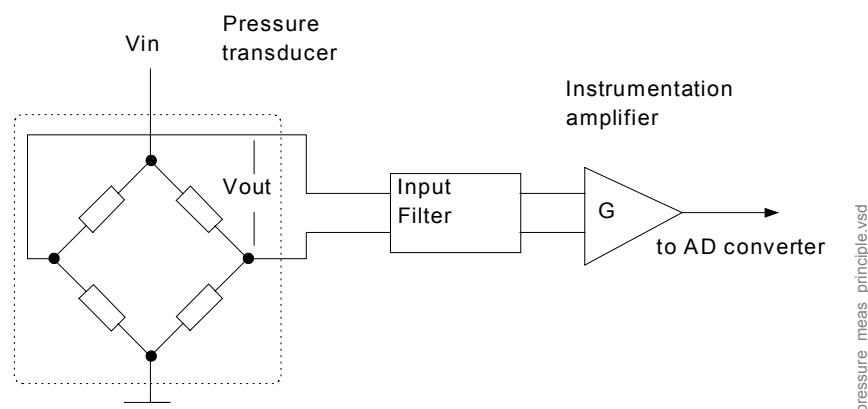 Pressure
transducer
Vin
Instrumentation
amplifier
Vout
Input
Filter
G
to AD converter
pressure_meas_principle.vsd